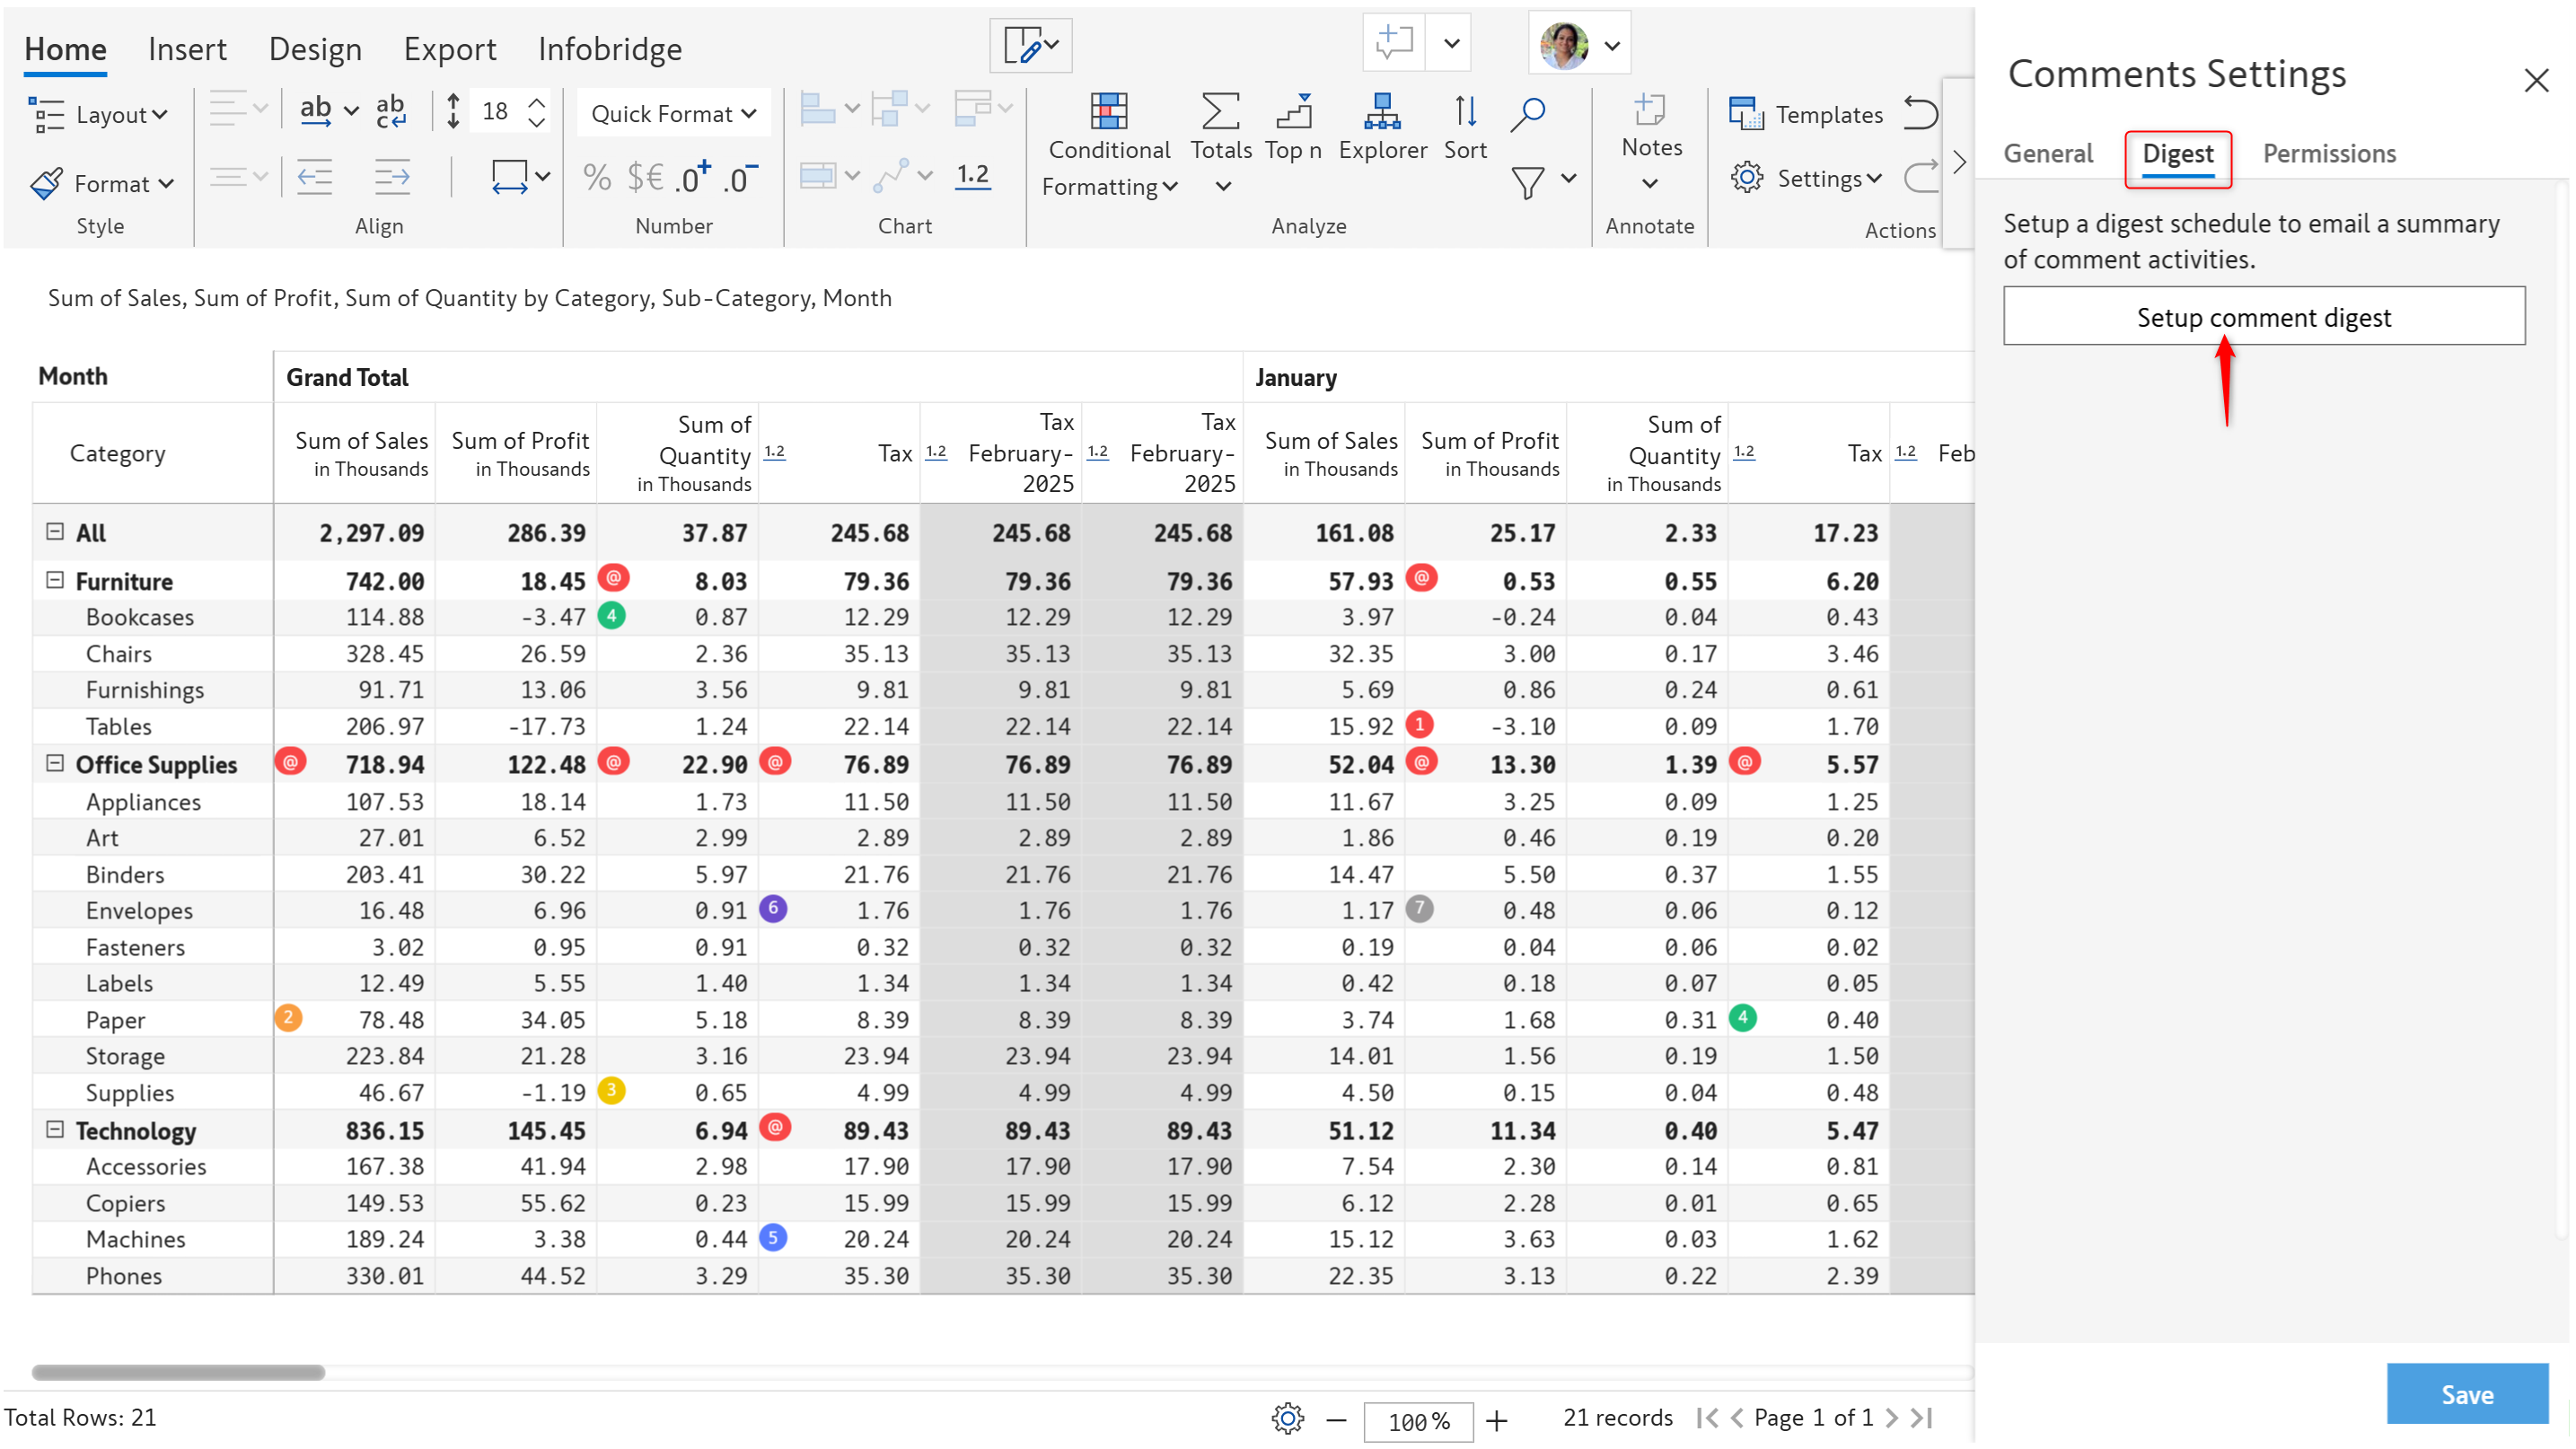 Home Insert Design Export Infobridge
Layout ab ab c 18 Quick Format
Format % $€ .0+ .0- 1.2
Conditional Formatting Totals Top n Explorer Sort
Notes
Templates
Settings
Style Align Number Chart Analyze Annotate Actions
Sum of Sales, Sum of Profit, Sum of Quantity by Category, Sub-Category, Month
Month Grand Total January
Category Sum of Sales in Thousands Sum of Profit in Thousands Sum of Quantity in Thousands 1.2 Tax 1.2 Tax February-2025 1.2 Tax February-2025 Sum of Sales in Thousands Sum of Profit in Thousands Sum of Quantity in Thousands 1.2 Tax 1.2 Feb
All 2,297.09 286.39 37.87 245.68 245.68 245.68 161.08 25.17 2.33 17.23
Furniture 742.00 18.45 @ 8.03 79.36 79.36 79.36 57.93 @ 0.53 0.55 6.20
Bookcases 114.88 -3.47 4 0.87 12.29 12.29 12.29 3.97 -0.24 0.04 0.43
Chairs 328.45 26.59 2.36 35.13 35.13 35.13 32.35 3.00 0.17 3.46
Furnishings 91.71 13.06 3.56 9.81 9.81 9.81 5.69 0.86 0.24 0.61
Tables 206.97 -17.73 1.24 22.14 22.14 22.14 15.92 1 -3.10 0.09 1.70
Office Supplies @ 718.94 122.48 @ 22.90 @ 76.89 76.89 76.89 52.04 @ 13.30 1.39 @ 5.57
Appliances 107.53 18.14 1.73 11.50 11.50 11.50 11.67 3.25 0.09 1.25
Art 27.01 6.52 2.99 2.89 2.89 2.89 1.86 0.46 0.19 0.20
Binders 203.41 30.22 5.97 21.76 21.76 21.76 14.47 5.50 0.37 1.55
Envelopes 16.48 6.96 0.91 6 1.76 1.76 1.76 1.17 7 0.48 0.06 0.12
Fasteners 3.02 0.95 0.91 0.32 0.32 0.32 0.19 0.04 0.06 0.02
Labels 12.49 5.55 1.40 1.34 1.34 1.34 0.42 0.18 0.07 0.05
Paper 2 78.48 34.05 5.18 8.39 8.39 8.39 3.74 1.68 0.31 4 0.40
Storage 223.84 21.28 3.16 23.94 23.94 23.94 14.01 1.56 0.19 1.50
Supplies 46.67 -1.19 3 0.65 4.99 4.99 4.99 4.50 0.15 0.04 0.48
Technology 836.15 145.45 6.94 @ 89.43 89.43 89.43 51.12 11.34 0.40 5.47
Accessories 167.38 41.94 2.98 17.90 17.90 17.90 7.54 2.30 0.14 0.81
Copiers 149.53 55.62 0.23 15.99 15.99 15.99 6.12 2.28 0.01 0.65
Machines 189.24 3.38 0.44 5 20.24 20.24 20.24 15.12 3.63 0.03 1.62
Phones 330.01 44.52 3.29 35.30 35.30 35.30 22.35 3.13 0.22 2.39
Total Rows: 21 100% 21 records Page 1 of 1
Comments Settings
General Digest Permissions
Setup a digest schedule to email a summary
of comment activities.
Setup comment digest
Save